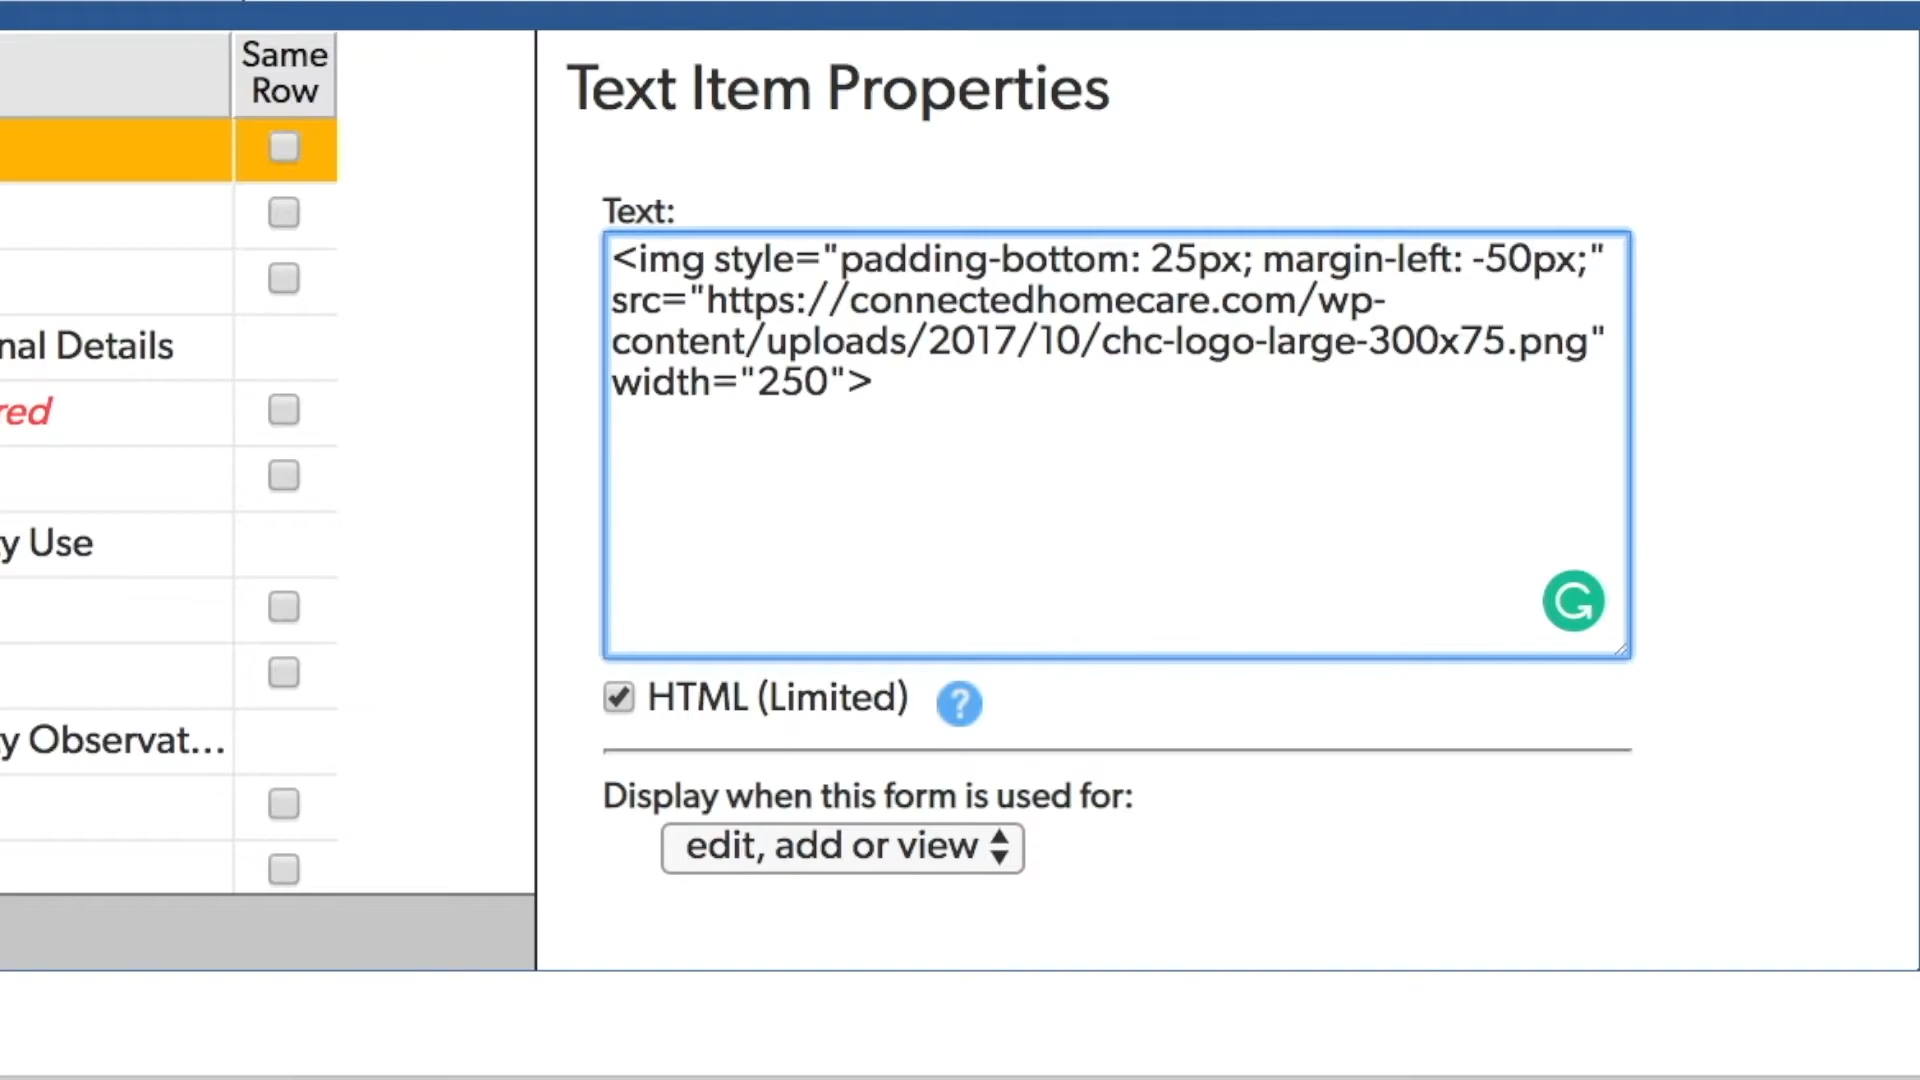 Same
Row
Text Item Properties
Text:
<img style="padding-bottom: 25px; margin-left: -50px;"
src="https://connectedhomecare.com/wp-
content/uploads/2017/10/chc-logo-large-300x75.png"
width="250">
nal Details
red
y Use
y Observat...
HTML (Limited)
?
Display when this form is used for:
edit, add or view